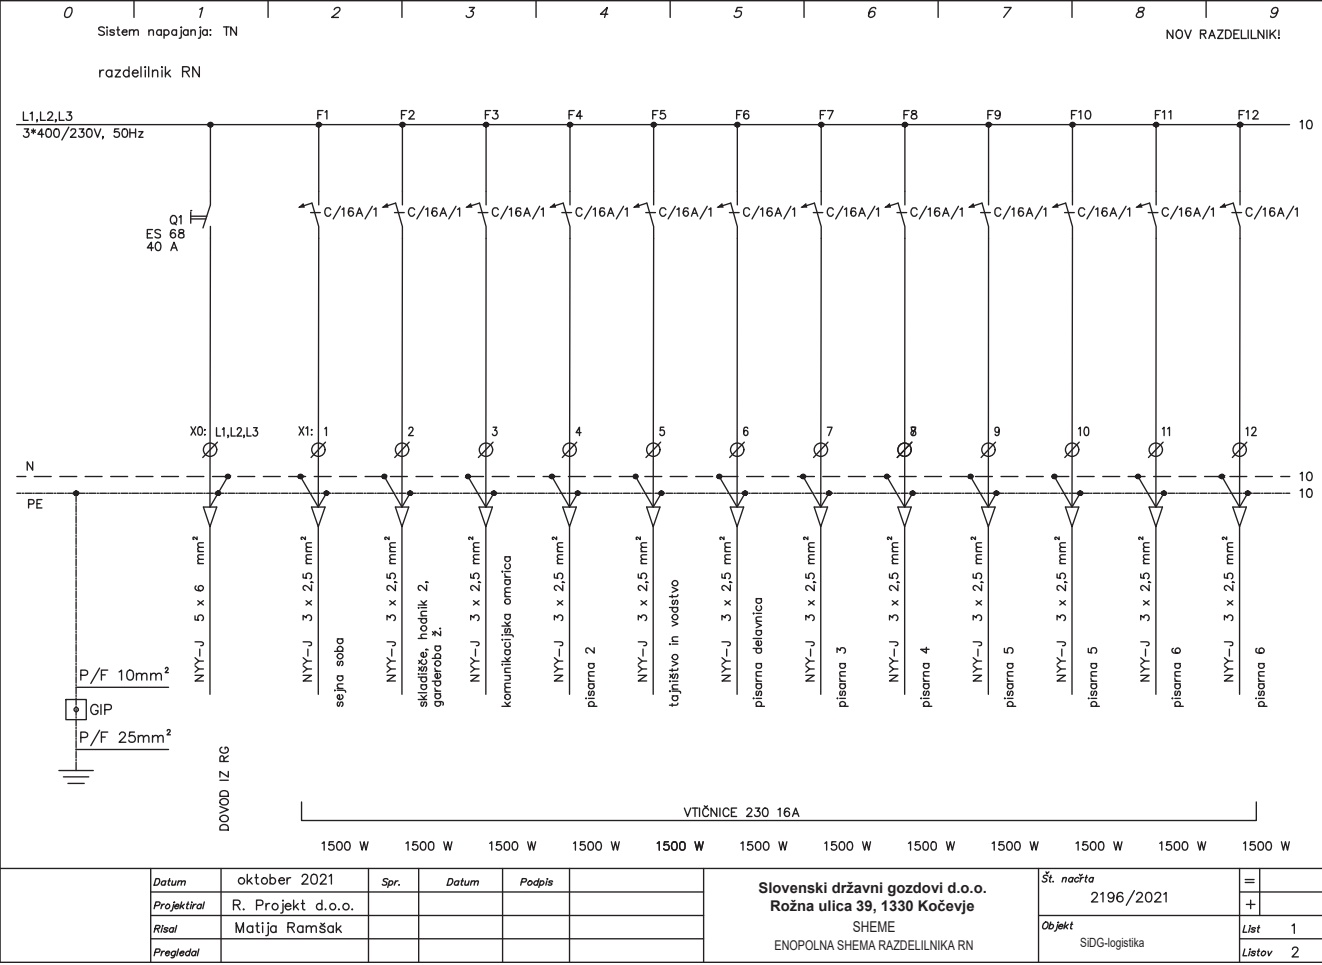 0 1 2 3 4 5 6 7 8 9
Sistem napajanja: TN
NOV RAZDELILNIK!
razdelilnik RN
L1,L2,L3
3*400/230V, 50Hz
F1 F2 F3 F4 F5 F6 F7 F8 F9 F10 F11 F12
10
Q1
ES 68
40 A
C/16A/1 C/16A/1 C/16A/1 C/16A/1 C/16A/1 C/16A/1 C/16A/1 C/16A/1 C/16A/1 C/16A/1 C/16A/1 C/16A/1
X0: L1,L2,L3 X1: 1 2 3 4 5 6 7 8 9 10 11 12
N
10
PE
10
NYY-J 5 x 6 mm²
DOVOD IZ RG
NYY-J 3 x 2,5 mm²
sejna soba
NYY-J 3 x 2,5 mm²
skladišče, hodnik 2,
garderoba ž.
NYY-J 3 x 2,5 mm²
komunikacijska omarica
NYY-J 3 x 2,5 mm²
pisarna 2
NYY-J 3 x 2,5 mm²
tajništvo in vodstvo
NYY-J 3 x 2,5 mm²
pisarna delavnica
NYY-J 3 x 2,5 mm²
pisarna 3
NYY-J 3 x 2,5 mm²
pisarna 4
NYY-J 3 x 2,5 mm²
pisarna 5
NYY-J 3 x 2,5 mm²
pisarna 5
NYY-J 3 x 2,5 mm²
pisarna 6
NYY-J 3 x 2,5 mm²
pisarna 6
P/F 10mm²
GIP
P/F 25mm²
VTIČNICE 230 16A
1500 W 1500 W 1500 W 1500 W 1500 W 1500 W 1500 W 1500 W 1500 W 1500 W 1500 W 1500 W
Datum oktober 2021 Spr. Datum Podpis
Projektiral R. Projekt d.o.o.
Risal Matija Ramšak
Pregledal
Slovenski državni gozdovi d.o.o.
Rožna ulica 39, 1330 Kočevje
SHEME
ENOPOLNA SHEMA RAZDELILNIKA RN
Št. načrta
2196/2021
Objekt
SiDG-logistika
=
+
List 1
Listov 2